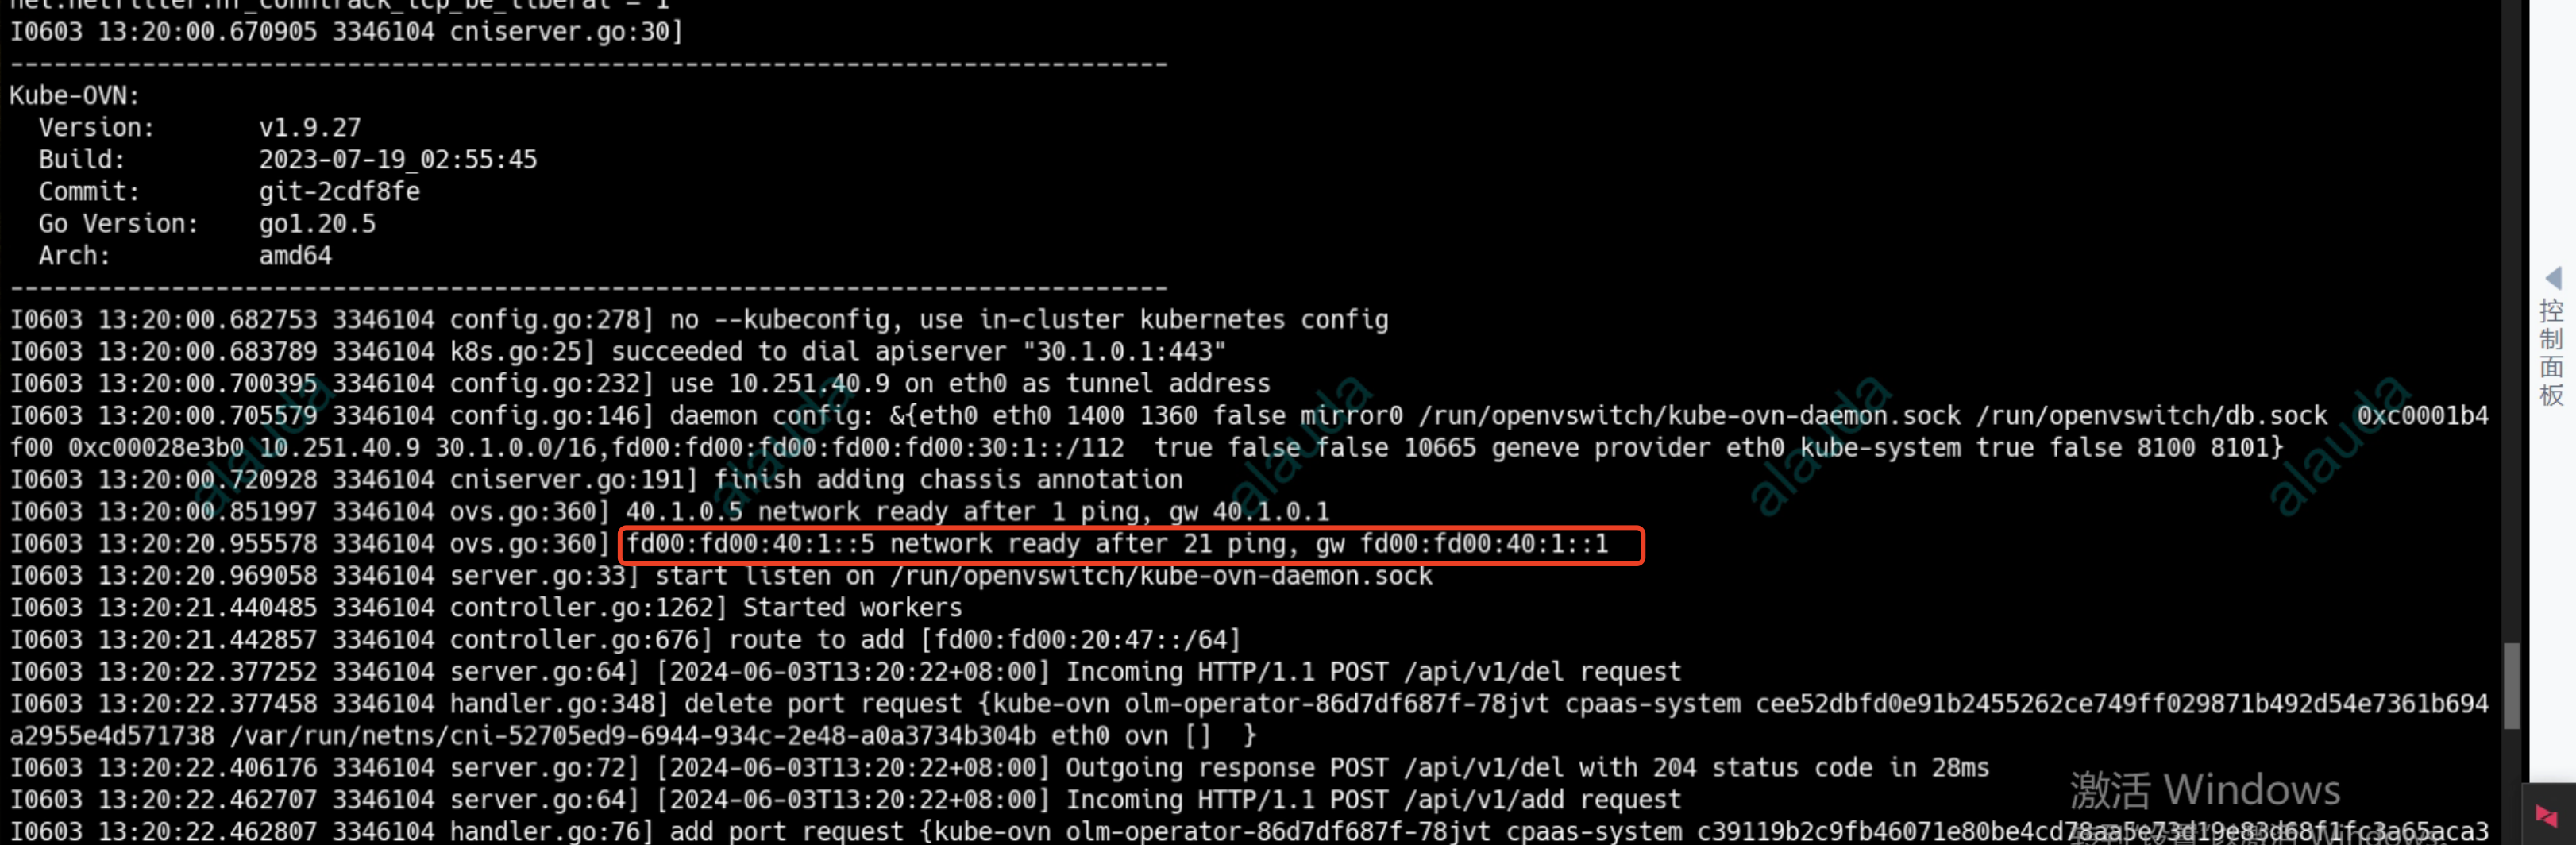 net.netfilter.nf_conntrack_tcp_be_liberal = 1
I0603 13:20:00.670905 3346104 cniserver.go:30]
-------------------------------------------------------------------------------
Kube-OVN:
  Version:       v1.9.27
  Build:         2023-07-19_02:55:45
  Commit:        git-2cdf8fe
  Go Version:    go1.20.5
  Arch:          amd64
-------------------------------------------------------------------------------
I0603 13:20:00.682753 3346104 config.go:278] no --kubeconfig, use in-cluster kubernetes config
I0603 13:20:00.683789 3346104 k8s.go:25] succeeded to dial apiserver "30.1.0.1:443"
I0603 13:20:00.700395 3346104 config.go:232] use 10.251.40.9 on eth0 as tunnel address
I0603 13:20:00.705579 3346104 config.go:146] daemon config: &{eth0 eth0 1400 1360 false mirror0 /run/openvswitch/kube-ovn-daemon.sock /run/openvswitch/db.sock  0xc0001b4
f00 0xc00028e3b0 10.251.40.9 30.1.0.0/16,fd00:fd00:fd00:fd00:fd00:30:1::/112  true false false 10665 geneve provider eth0 kube-system true false 8100 8101}
I0603 13:20:00.720928 3346104 cniserver.go:191] finish adding chassis annotation
I0603 13:20:00.851997 3346104 ovs.go:360] 40.1.0.5 network ready after 1 ping, gw 40.1.0.1
I0603 13:20:20.955578 3346104 ovs.go:360] fd00:fd00:40:1::5 network ready after 21 ping, gw fd00:fd00:40:1::1
I0603 13:20:20.969058 3346104 server.go:33] start listen on /run/openvswitch/kube-ovn-daemon.sock
I0603 13:20:21.440485 3346104 controller.go:1262] Started workers
I0603 13:20:21.442857 3346104 controller.go:676] route to add [fd00:fd00:20:47::/64]
I0603 13:20:22.377252 3346104 server.go:64] [2024-06-03T13:20:22+08:00] Incoming HTTP/1.1 POST /api/v1/del request
I0603 13:20:22.377458 3346104 handler.go:348] delete port request {kube-ovn olm-operator-86d7df687f-78jvt cpaas-system cee52dbfd0e91b2455262ce749ff029871b492d54e7361b694
a2955e4d571738 /var/run/netns/cni-52705ed9-6944-934c-2e48-a0a3734b304b eth0 ovn []  }
I0603 13:20:22.406176 3346104 server.go:72] [2024-06-03T13:20:22+08:00] Outgoing response POST /api/v1/del with 204 status code in 28ms
I0603 13:20:22.462707 3346104 server.go:64] [2024-06-03T13:20:22+08:00] Incoming HTTP/1.1 POST /api/v1/add request
I0603 13:20:22.462807 3346104 handler.go:76] add port request {kube-ovn olm-operator-86d7df687f-78jvt cpaas-system
alauda alauda alauda alauda alauda
激活 Windows
控制面板